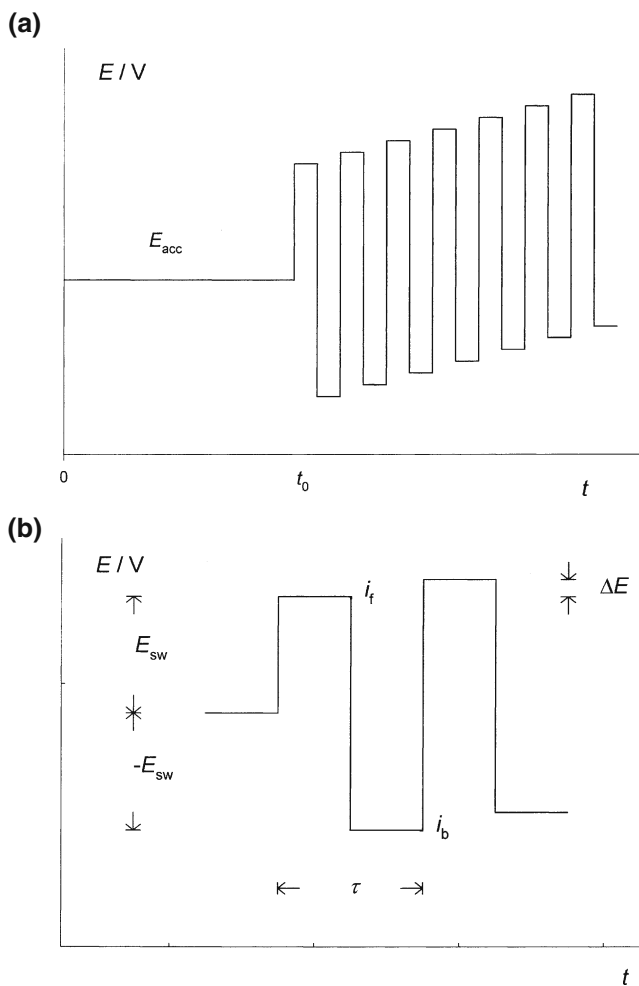 (a)
E / V
E_acc
0
t_0
t
(b)
E / V
i_f
ΔE
E_sw
-E_sw
i_b
τ
t